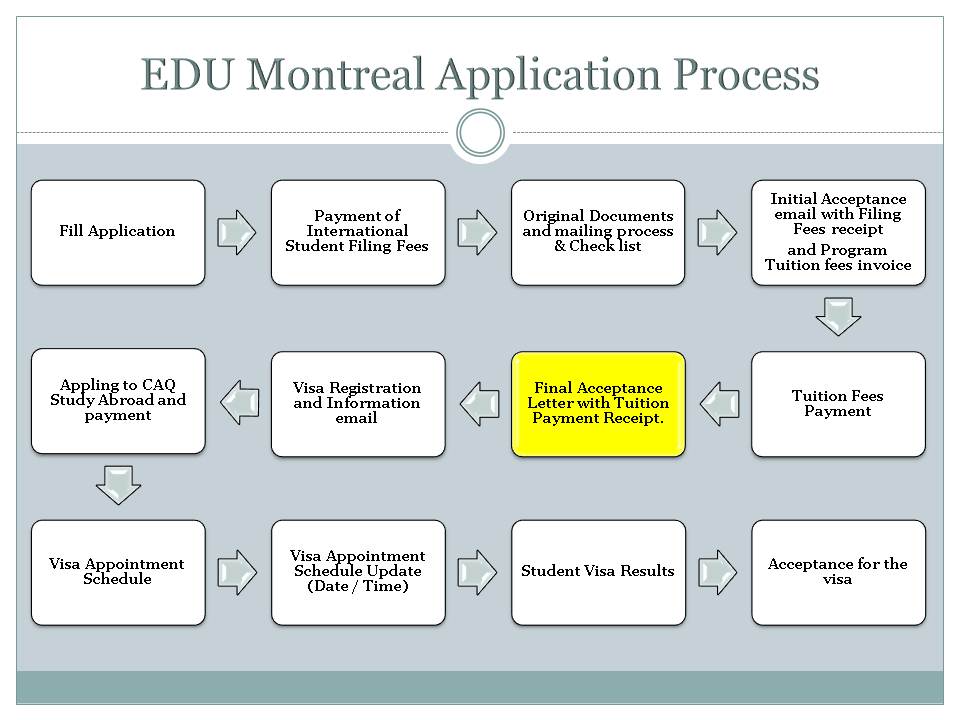 EDU Montreal Application Process
Fill Application
Payment of
International
Student Filing Fees
Original Documents
and mailing process
& Check list
Initial Acceptance
email with Filing
Fees receipt
and Program
Tuition fees invoice
Tuition Fees
Payment
Final Acceptance
Letter with Tuition
Payment Receipt.
Visa Registration
and Information
email
Appling to CAQ
Study Abroad and
payment
Visa Appointment
Schedule
Visa Appointment
Schedule Update
(Date / Time)
Student Visa Results
Acceptance for the
visa